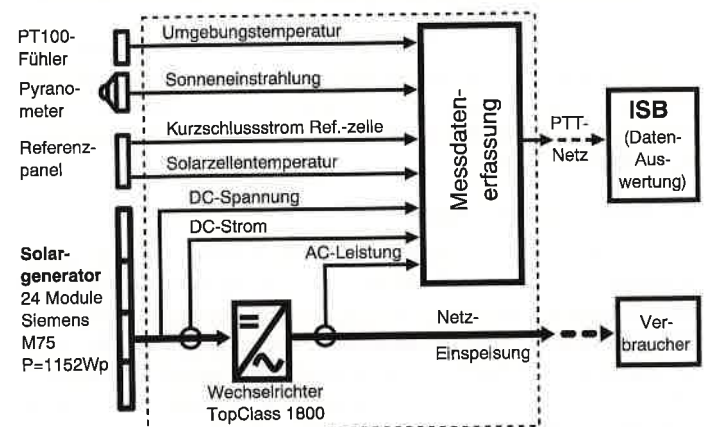 PT100-
Fühler
Umgebungstemperatur
Pyrano-
meter
Sonneneinstrahlung
Referenz-
panel
Kurzschlussstrom Ref.-zelle
Solarzellentemperatur
DC-Spannung
DC-Strom
AC-Leistung
Messdaten-
erfassung
PTT-
Netz
ISB
(Daten-
Aus-
wertung)
Solar-
generator
24 Module
Siemens
M75
P=1152Wp
Wechselrichter
TopClass 1800
Netz-
Einspeisung
Ver-
braucher